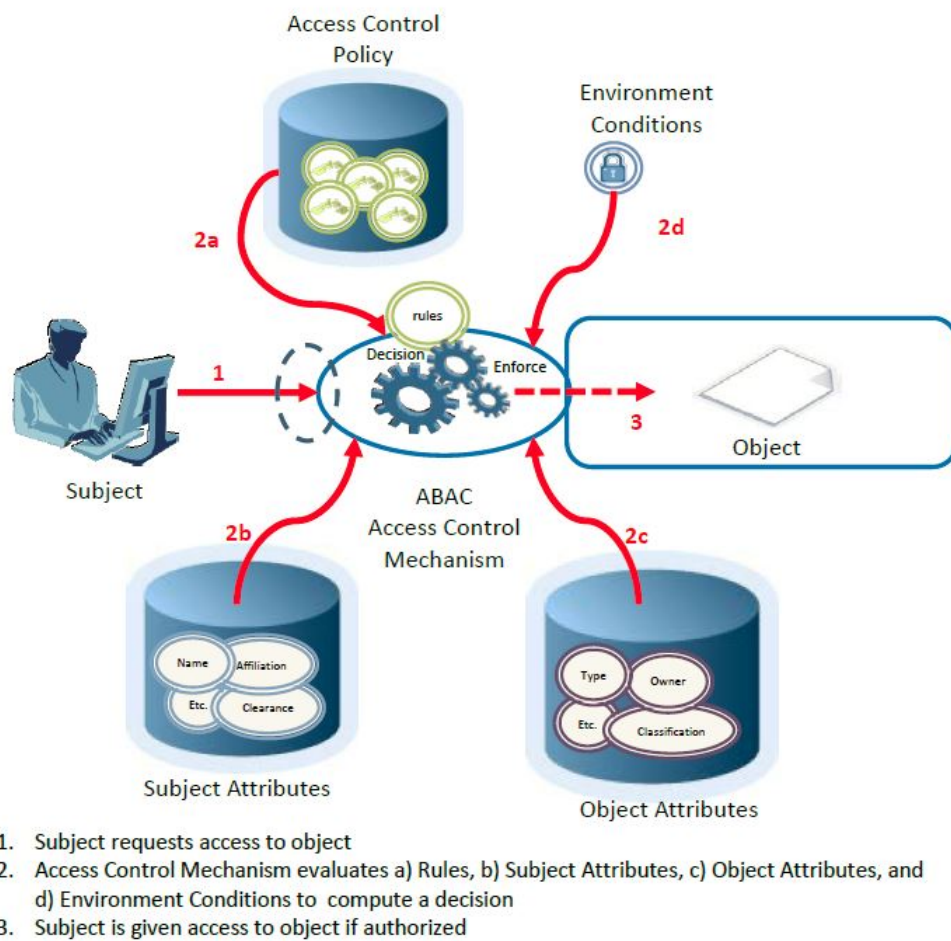 Access Control
Policy
Environment
Conditions
2a
2d
rules
Decision
Enforce
1
3
Subject
Object
ABAC
Access Control
Mechanism
2b
2c
Name
Affiliation
Etc.
Clearance
Type
Owner
Etc.
Classification
Subject Attributes
Object Attributes
1. Subject requests access to object
2. Access Control Mechanism evaluates a) Rules, b) Subject Attributes, c) Object Attributes, and
d) Environment Conditions to compute a decision
3. Subject is given access to object if authorized